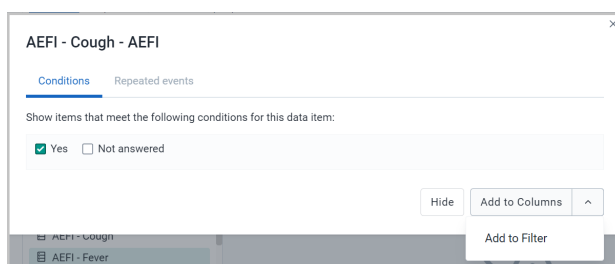 AEFI - Cough - AEFI
Conditions Repeated events
Show items that meet the following conditions for this data item:
Yes Not answered
Hide Add to Columns
Add to Filter
AEFI - Cough
AEFI - Fever